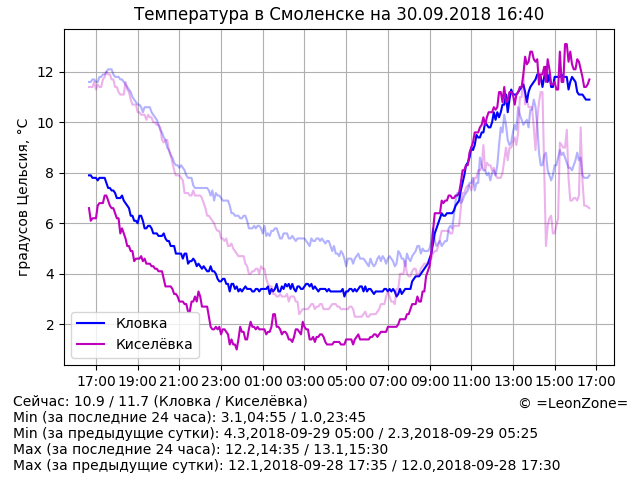 Температура в Смоленске на 30.09.2018 16:40
градусов Цельсия, °C
12
10
8
6
4
2
Кловка
Киселёвка
17:00 19:00 21:00 23:00 01:00 03:00 05:00 07:00 09:00 11:00 13:00 15:00 17:00
Сейчас: 10.9 / 11.7 (Кловка / Киселёвка)
© =LeonZone=
Min (за последние 24 часа): 3.1,04:55 / 1.0,23:45
Min (за предыдущие сутки): 4.3,2018-09-29 05:00 / 2.3,2018-09-29 05:25
Max (за последние 24 часа): 12.2,14:35 / 13.1,15:30
Max (за предыдущие сутки): 12.1,2018-09-28 17:35 / 12.0,2018-09-28 17:30